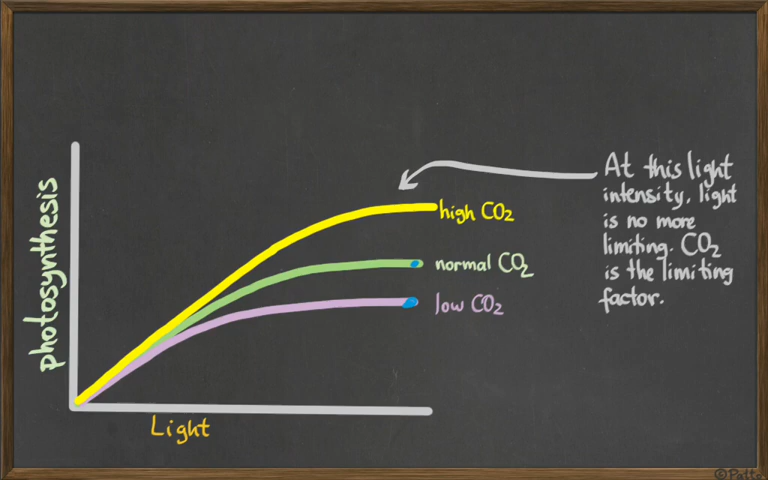 photosynthesis
high CO2
normal CO2
low CO2
Light
At this light
intensity, light
is no more
limiting. CO2
is the limiting
factor.